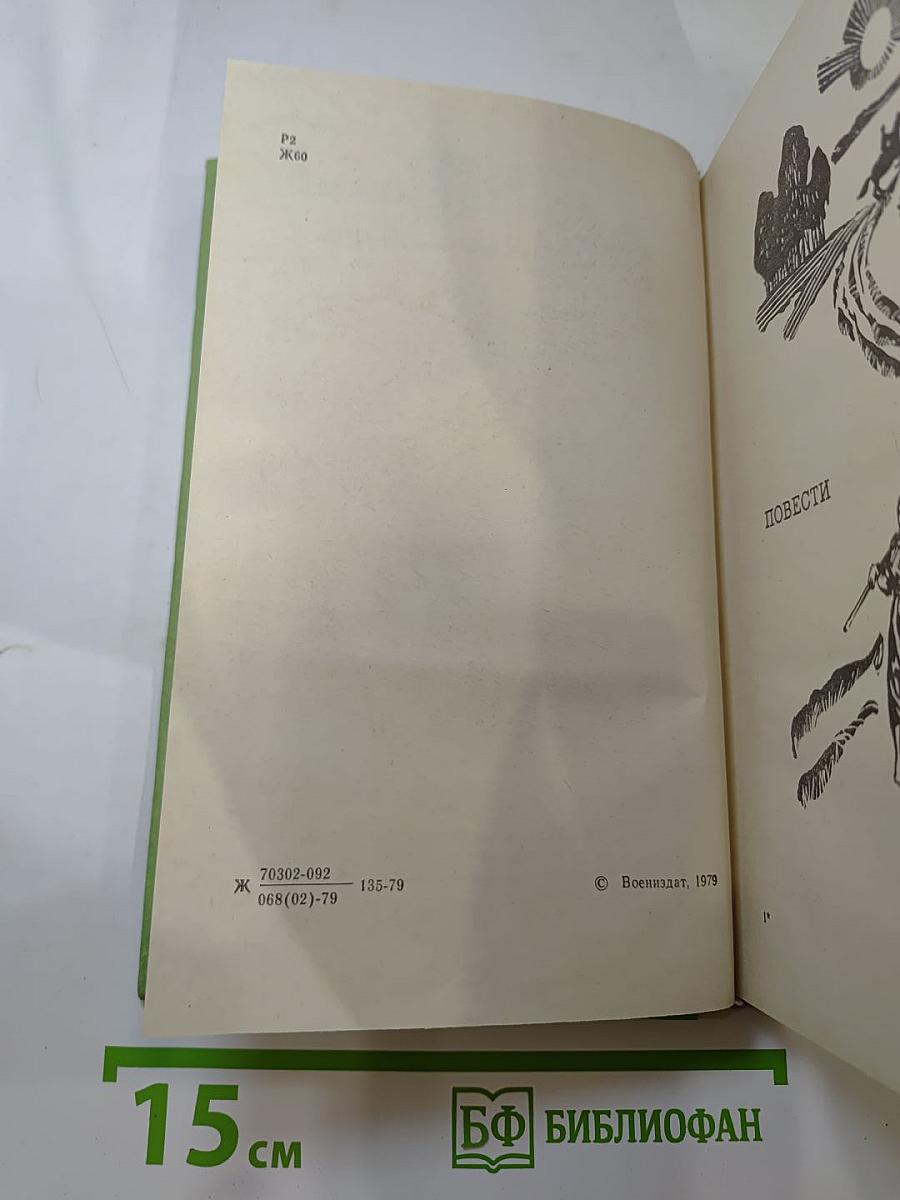 Р2
Ж60
Ж 70302-092
068(02)-79 135-79
© Воениздат, 1979
ПОВЕСТИ
1*
15 см
БФ БИБЛИОФАН